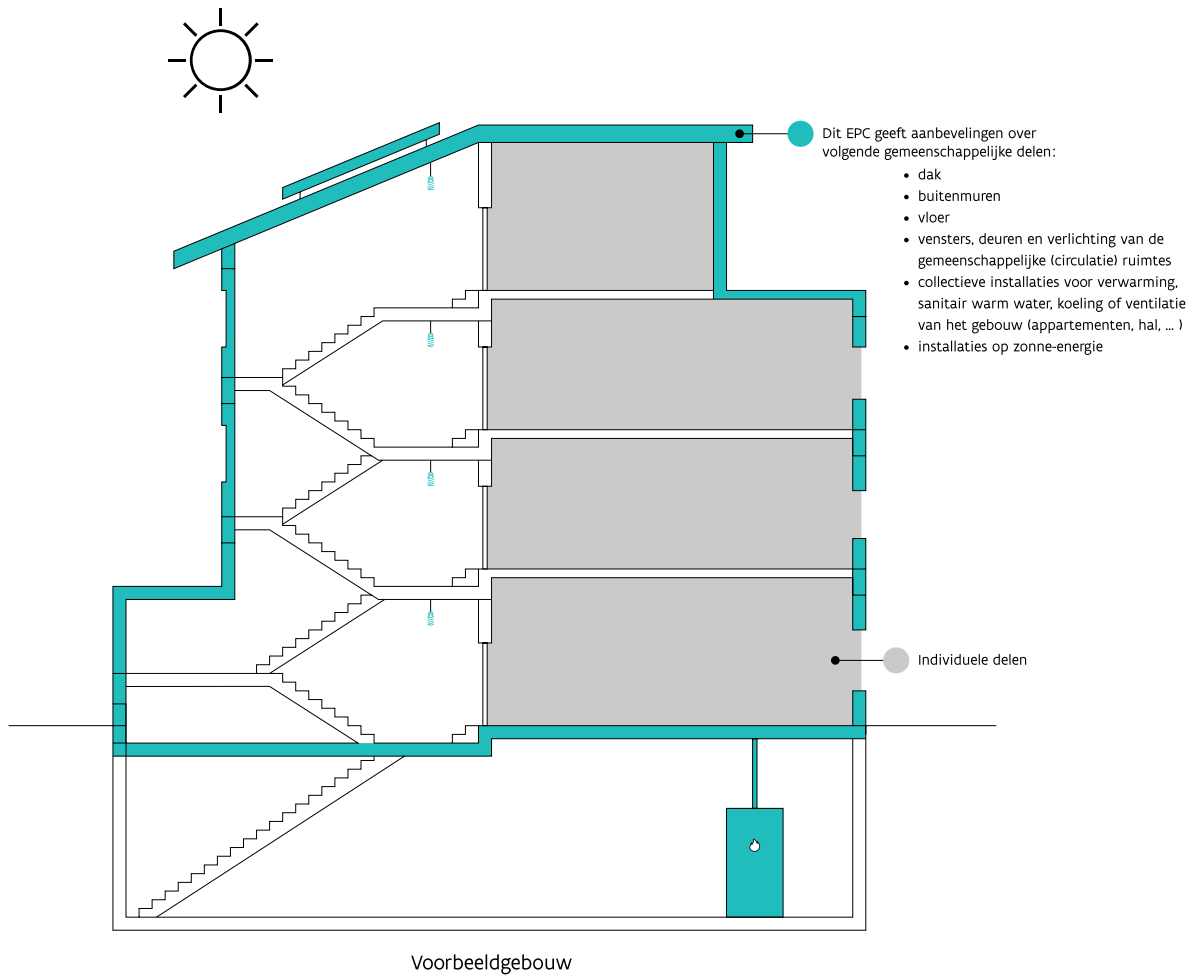 Dit EPC geeft aanbevelingen over
volgende gemeenschappelijke delen:
• dak
• buitenmuren
• vloer
• vensters, deuren en verlichting van de
gemeenschappelijke (circulatie) ruimtes
• collectieve installaties voor verwarming,
sanitair warm water, koeling of ventilatie
van het gebouw (appartementen, hal, ... )
• installaties op zonne-energie
Individuele delen
Voorbeeldgebouw